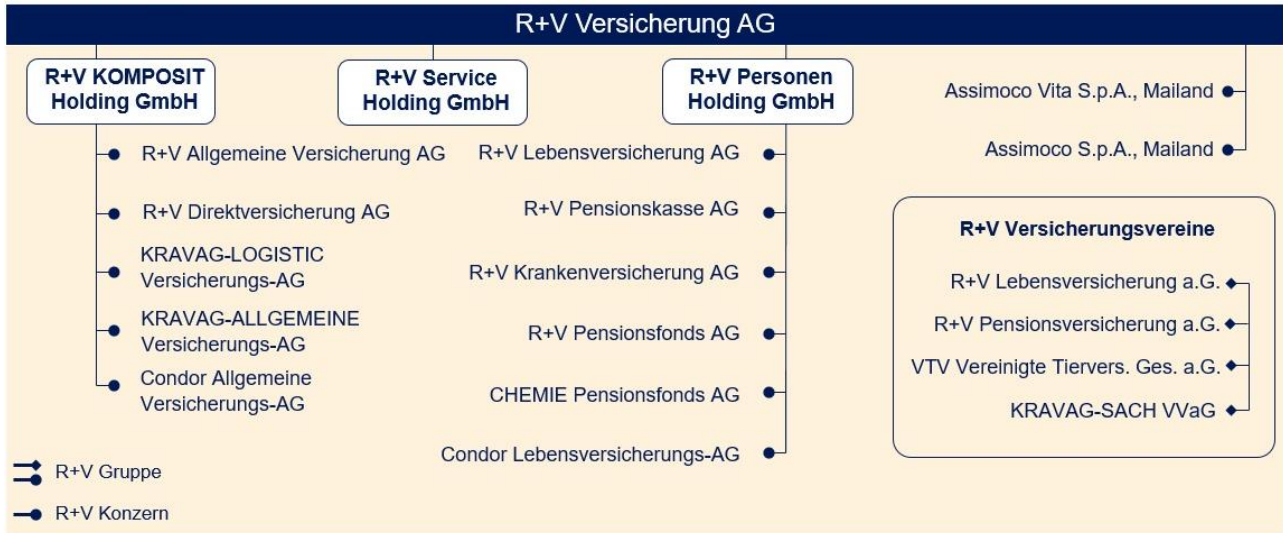 R+V Versicherung AG
R+V KOMPOSIT
Holding GmbH
R+V Allgemeine Versicherung AG
R+V Direktversicherung AG
KRAVAG-LOGISTIC
Versicherungs-AG
KRAVAG-ALLGEMEINE
Versicherungs-AG
Condor Allgemeine
Versicherungs-AG
R+V Service
Holding GmbH
R+V Personen
Holding GmbH
R+V Lebensversicherung AG
R+V Pensionskasse AG
R+V Krankenversicherung AG
R+V Pensionsfonds AG
CHEMIE Pensionsfonds AG
Condor Lebensversicherungs-AG
Assimoco Vita S.p.A., Mailand
Assimoco S.p.A., Mailand
R+V Versicherungsvereine
R+V Lebensversicherung a.G.
R+V Pensionsversicherung a.G.
VTV Vereinigte Tiervers. Ges. a.G.
KRAVAG-SACH VVaG
R+V Gruppe
R+V Konzern